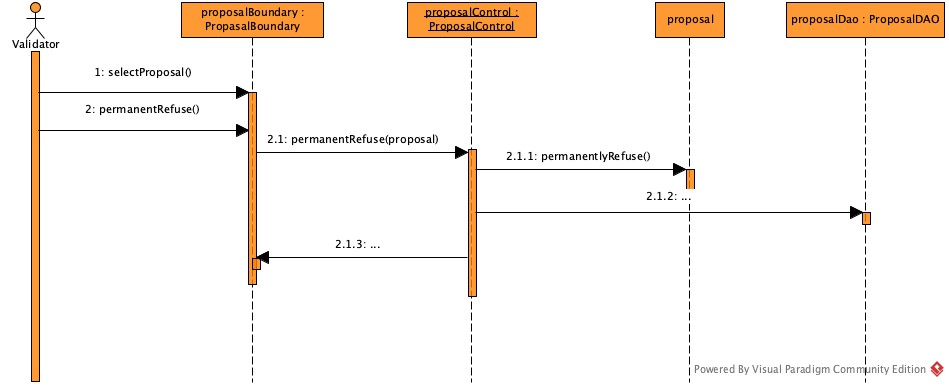 proposalBoundary :
PropasalBoundary
proposalControl :
ProposalControl
proposal
proposalDao : ProposalDAO
Validator
1: selectProposal()
2: permanentRefuse()
2.1: permanentRefuse(proposal)
2.1.1: permanentlyRefuse()
2.1.2: ...
2.1.3: ...
Powered By Visual Paradigm Community Edition